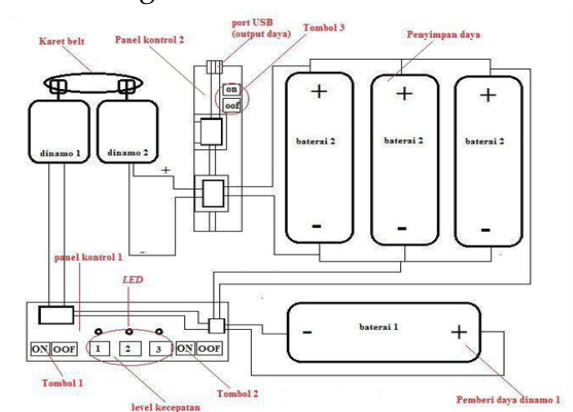 port USB
(output daya)
Tombol 3
Karet belt
Panel kontrol 2
Penyimpan daya
on
oof
+
+
+
baterai 2
baterai 2
baterai 2
dinamo 1
dinamo 2
+
-
-
-
-
panel kontrol 1
LED
-
baterai 1
+
ON
OOF
1
2
3
ON
OOF
Tombol 1
Tombol 2
level kecepatan
Pemberi daya dinamo 1